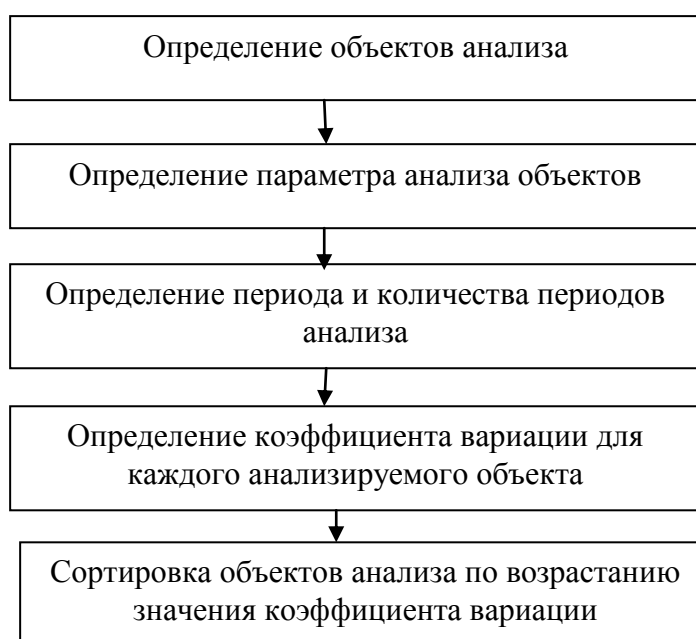 Определение объектов анализа
Определение параметра анализа объектов
Определение периода и количества периодов
анализа
Определение коэффициента вариации для
каждого анализируемого объекта
Сортировка объектов анализа по возрастанию
значения коэффициента вариации